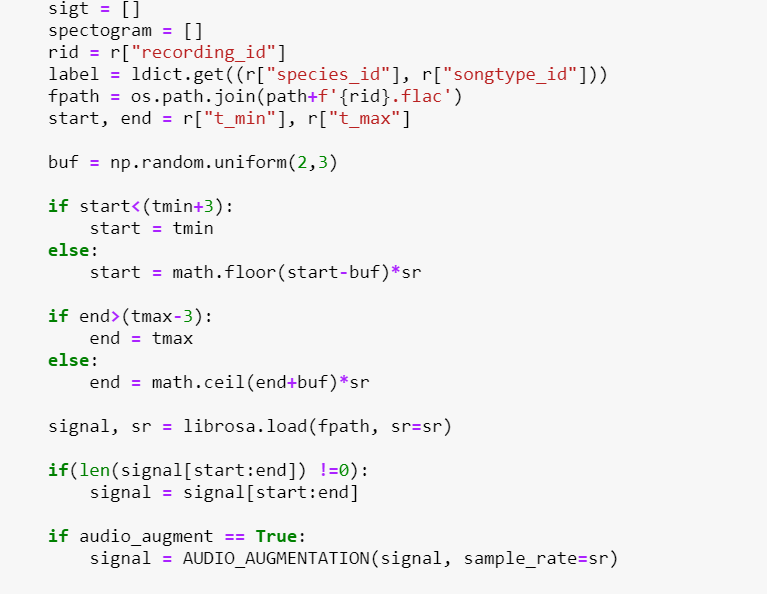 sigt = []
spectogram = []
rid = r["recording_id"]
label = ldict.get((r["species_id"], r["songtype_id"]))
fpath = os.path.join(path+f'{rid}.flac')
start, end = r["t_min"], r["t_max"]
buf = np.random.uniform(2,3)
if start<(tmin+3):
    start = tmin
else:
    start = math.floor(start-buf)*sr
if end>(tmax-3):
    end = tmax
else:
    end = math.ceil(end+buf)*sr
signal, sr = librosa.load(fpath, sr=sr)
if(len(signal[start:end]) !=0):
    signal = signal[start:end]
if audio_augment == True:
    signal = AUDIO_AUGMENTATION(signal, sample_rate=sr)